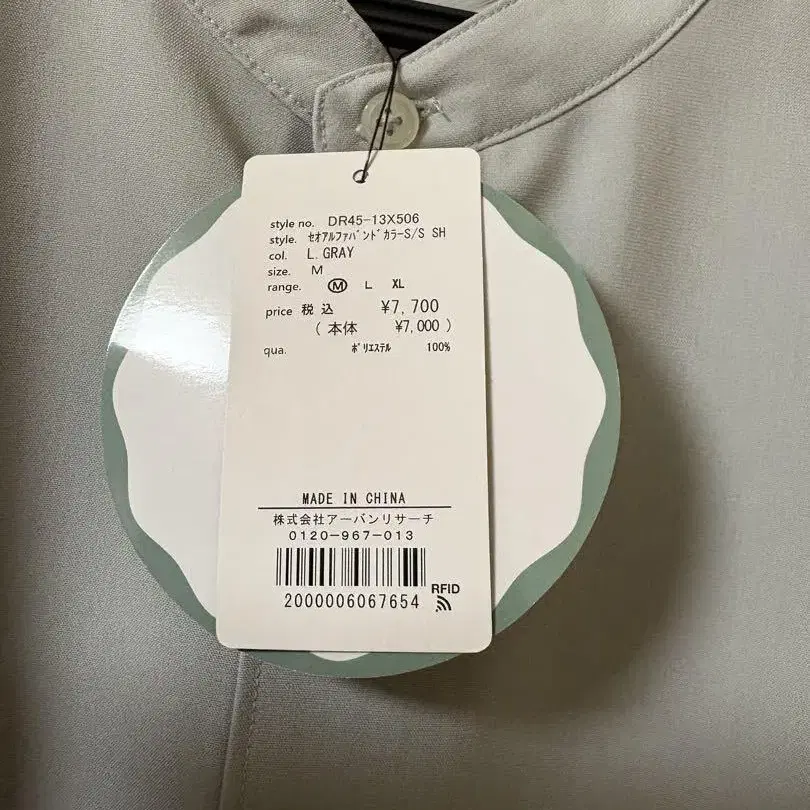 style no. DR45-13X506
style. ｾｵｱﾙﾌｧﾊﾞﾝﾄﾞｶﾗｰS/S SH
col. L.GRAY
size. M
range. Ⓜ L XL
price 税込 ¥7,700
(本体 ¥7,000)
qua. ﾎﾟﾘｴｽﾃﾙ 100%
MADE IN CHINA
株式会社アーバンリサーチ
0120-967-013
RFID
2000006067654